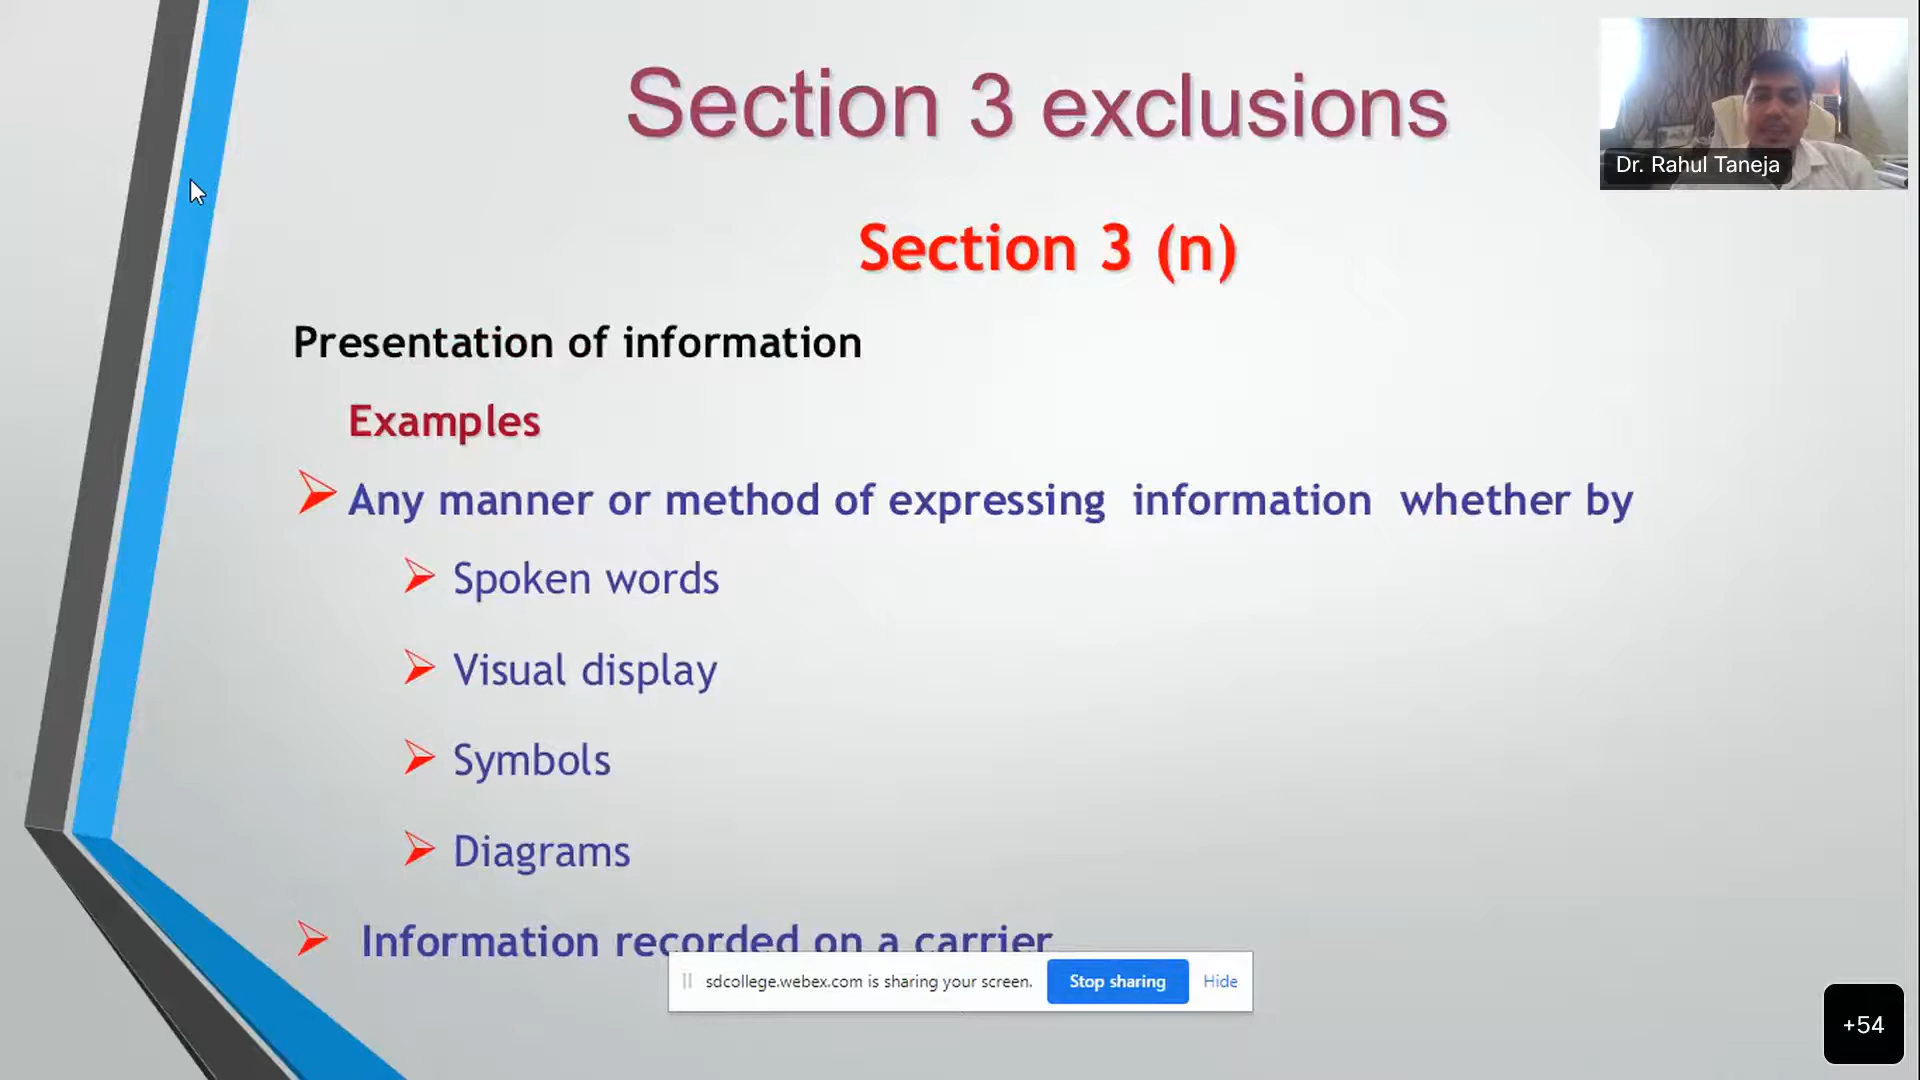 Section 3 exclusions
Dr. Rahul Taneja
Section 3 (n)
Presentation of information
Examples
Any manner or method of expressing information whether by
Spoken words
Visual display
Symbols
Diagrams
Information recorded on a carrier
sdcollege.webex.com is sharing your screen.
Stop sharing
Hide
+54